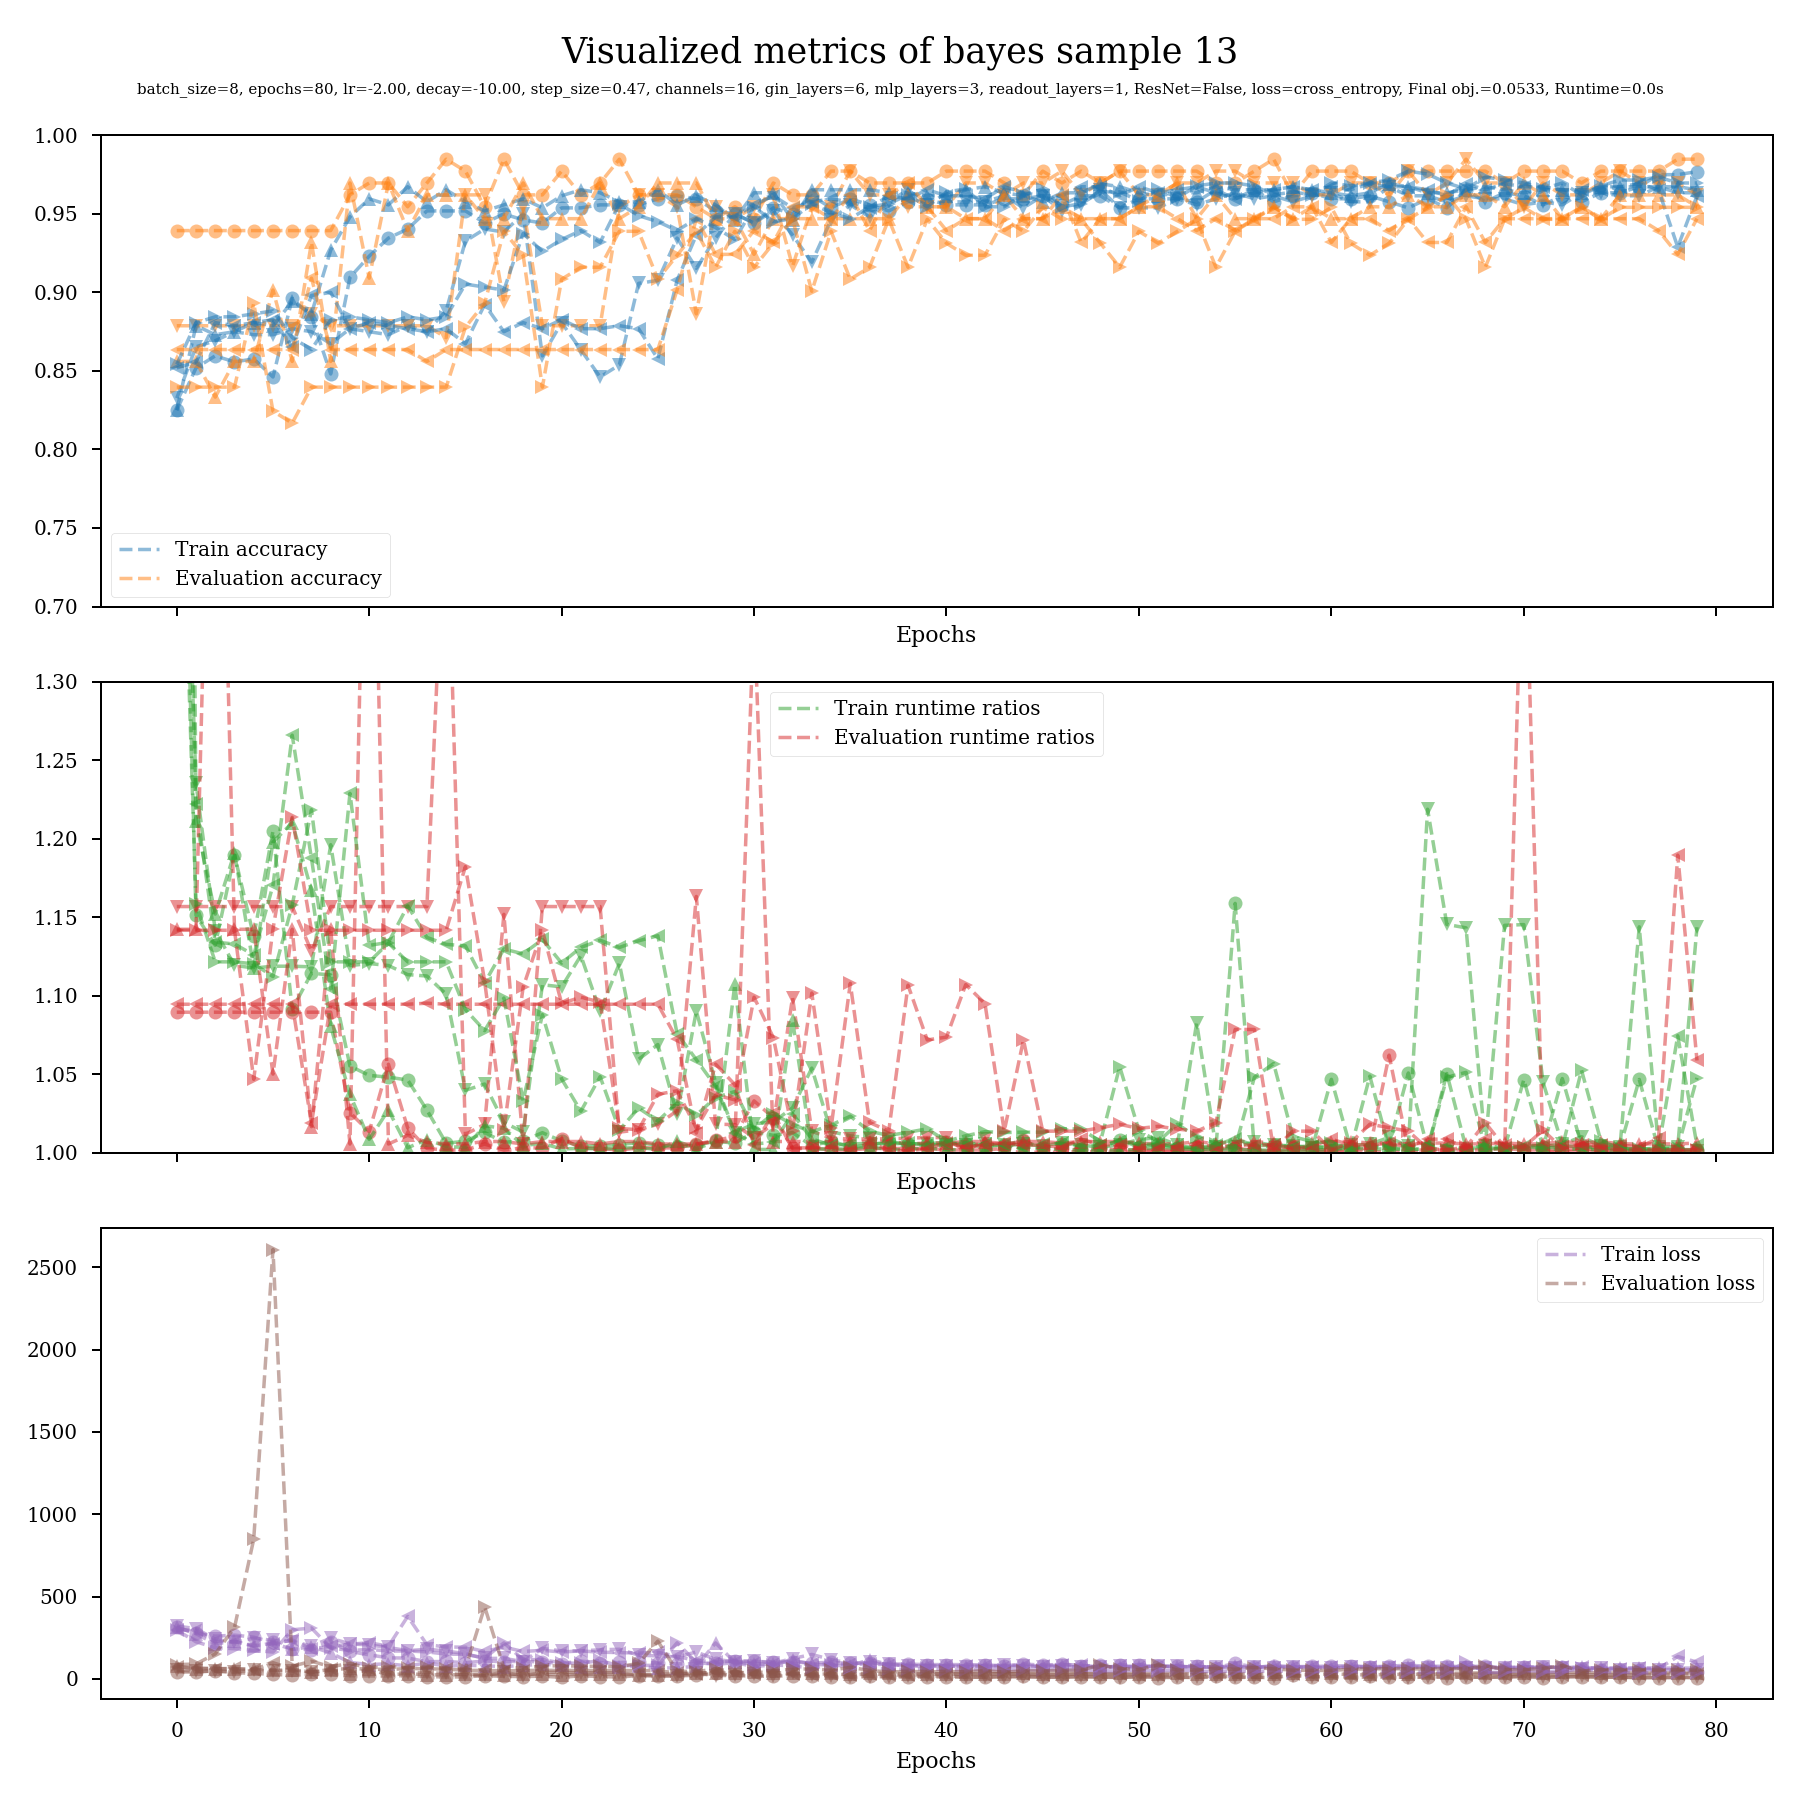 Visualized metrics of bayes sample 13
batch_size=8, epochs=80, lr=-2.00, decay=-10.00, step_size=0.47, channels=16, gin_layers=6, mlp_layers=3, readout_layers=1, ResNet=False, loss=cross_entropy, Final obj.=0.0533, Runtime=0.0s
1.00
0.95
0.90
0.85
0.80
0.75
0.70
Train accuracy
Evaluation accuracy
Epochs
1.30
1.25
1.20
1.15
1.10
1.05
1.00
Train runtime ratios
Evaluation runtime ratios
Epochs
2500
2000
1500
1000
500
0
Train loss
Evaluation loss
0 10 20 30 40 50 60 70 80
Epochs